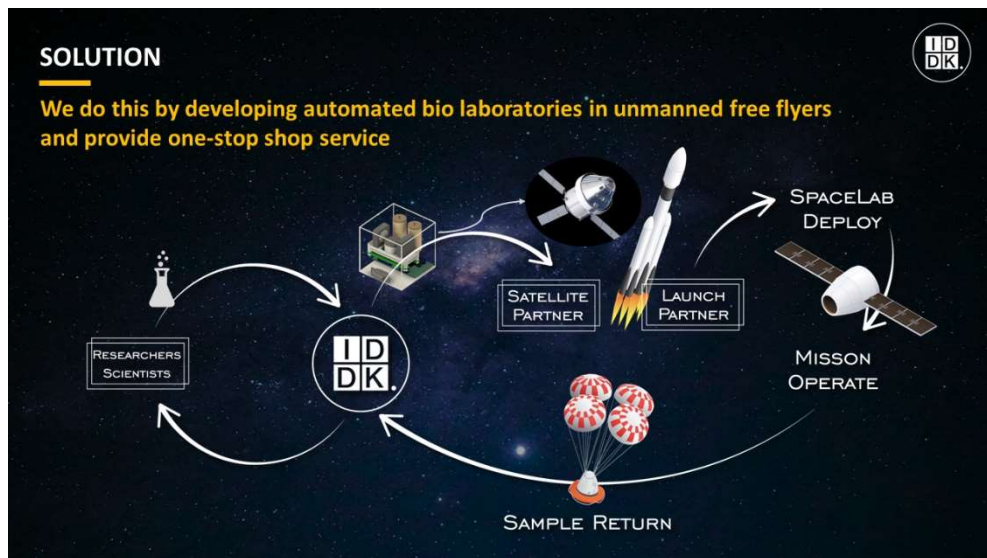 SOLUTION
ID
DK.
We do this by developing automated bio laboratories in unmanned free flyers
and provide one-stop shop service
SPACELAB
DEPLOY
SATELLITE
PARTNER
LAUNCH
PARTNER
RESEARCHERS
SCIENTISTS
ID
DK.
MISSON
OPERATE
SAMPLE RETURN